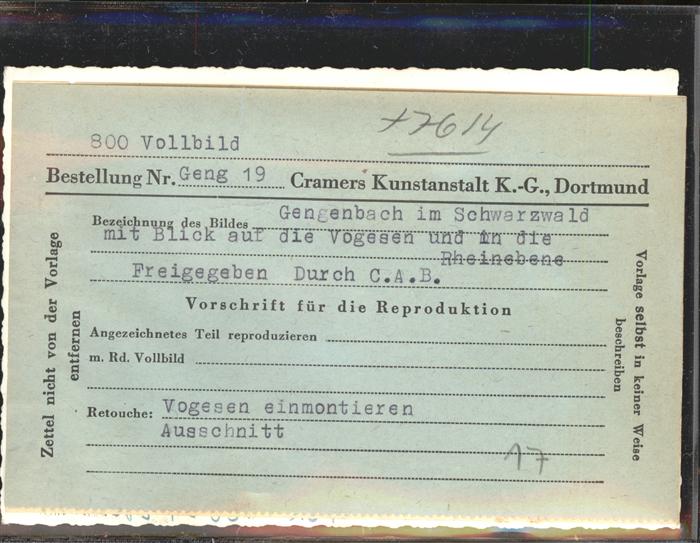 +7614
800 Vollbild
Bestellung Nr. Geng 19 Cramers Kunstanstalt K.-G., Dortmund
Bezeichnung des Bildes Gengenbach im Schwarzwald
mit Blick auf die Vogesen und in die
Rheinebene
Freigegeben Durch C.A.B.
Vorschrift für die Reproduktion
Angezeichnetes Teil reproduzieren
m. Rd. Vollbild
Retouche: Vogesen einmontieren
Ausschnitt
17
Zettel nicht von der Vorlage
entfernen
Vorlage selbst in keiner Weise
beschreiben